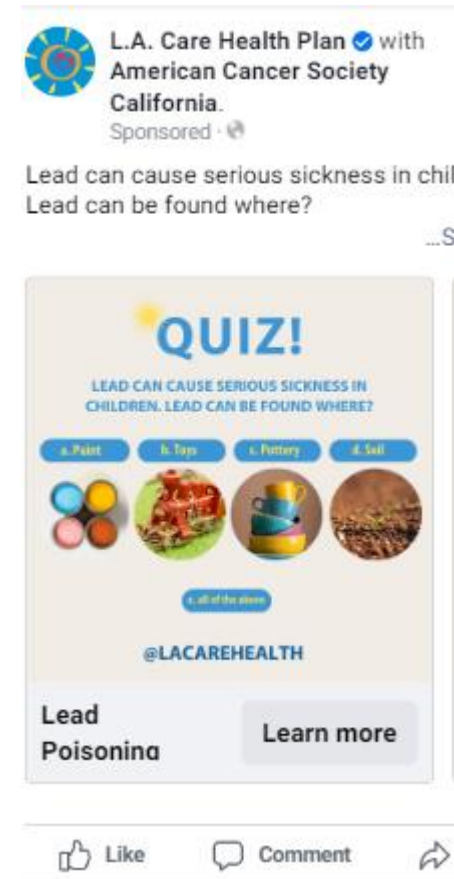 L.A. Care Health Plan with
American Cancer Society
California.
Sponsored ·
Lead can cause serious sickness in chil
Lead can be found where?
...S
QUIZ!
LEAD CAN CAUSE SERIOUS SICKNESS IN
CHILDREN. LEAD CAN BE FOUND WHERE?
a. Paint b. Toys c. Pottery d. Soil
e. all of the above
@LACAREHEALTH
Lead
Poisoning
Learn more
Like Comment